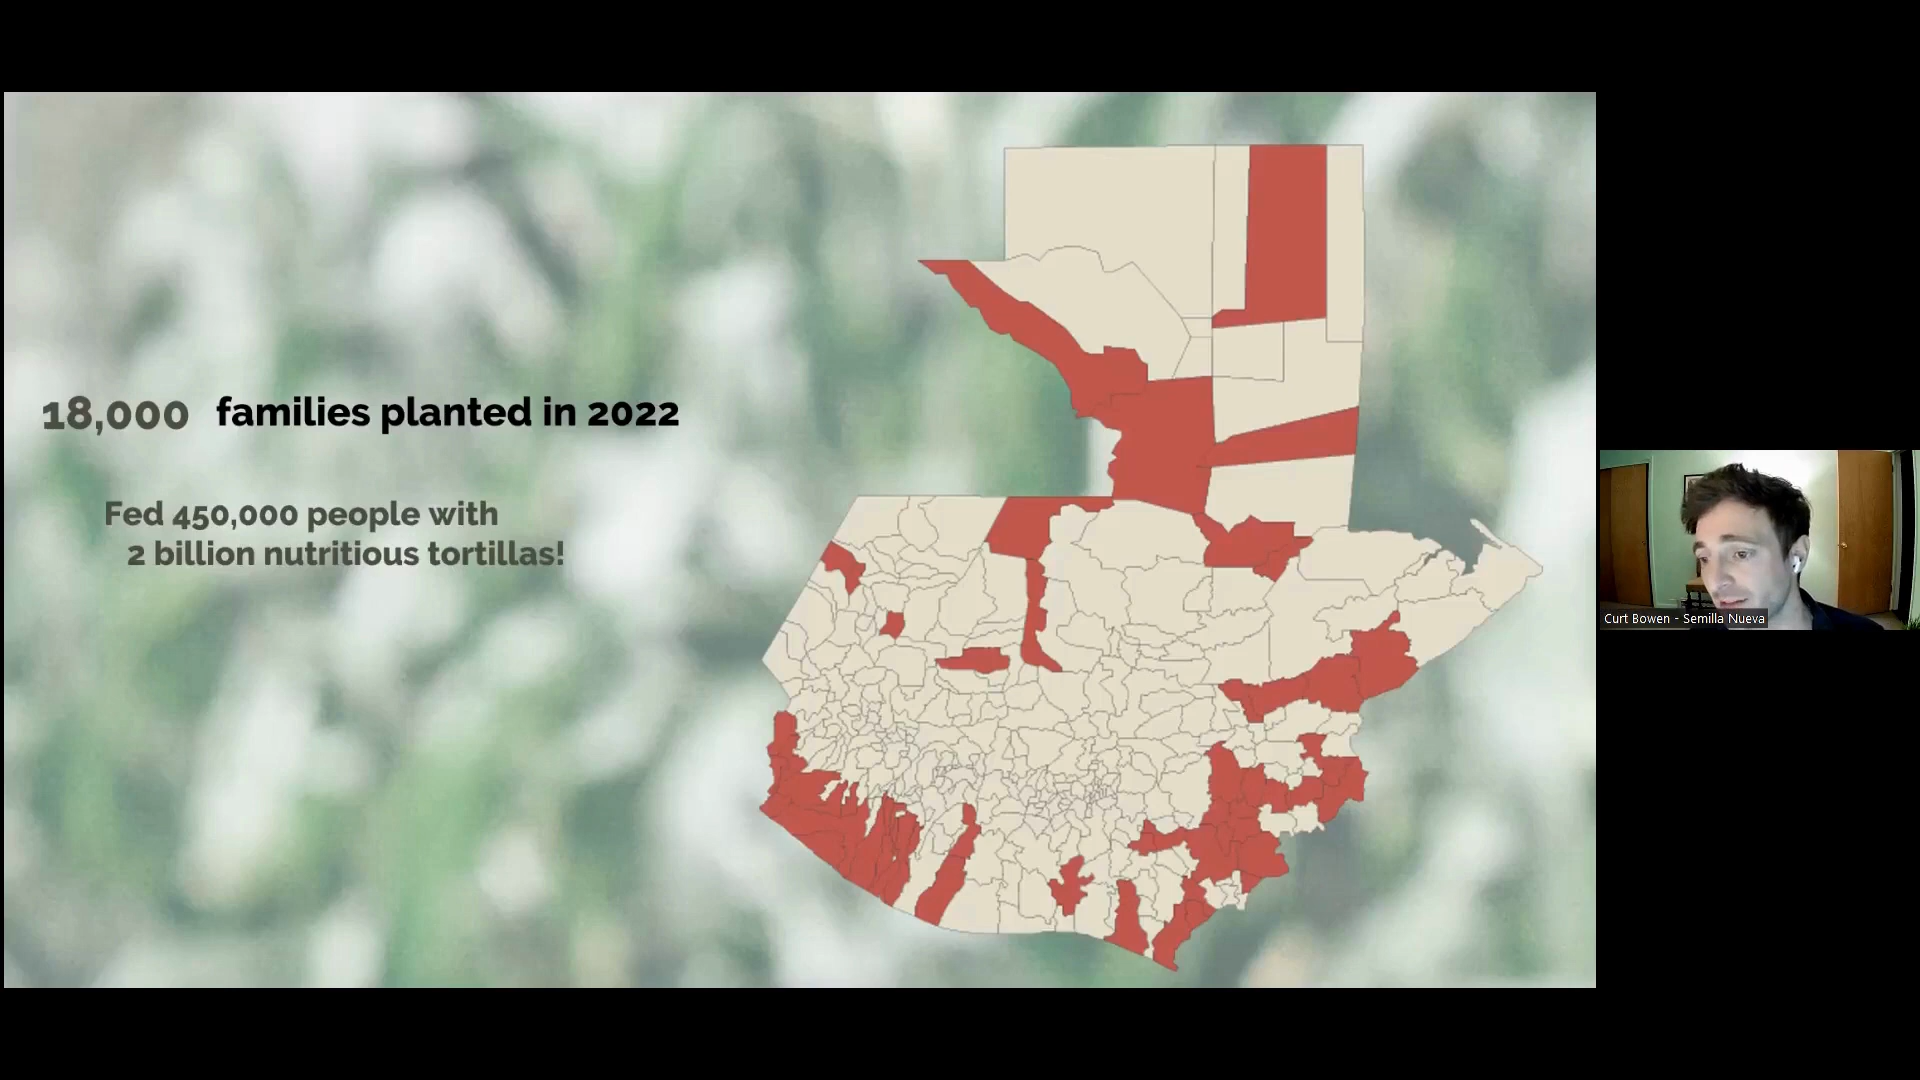 18,000 families planted in 2022
Fed 450,000 people with
2 billion nutritious tortillas!
Curt Bowen - Semilla Nueva